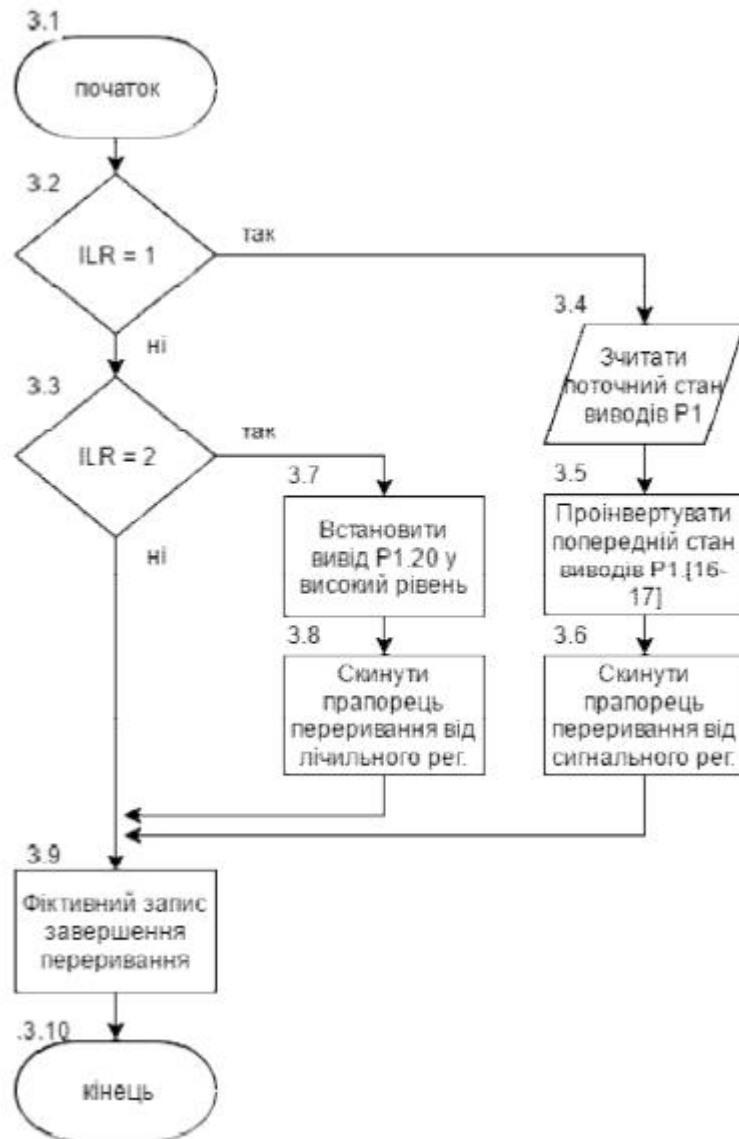 3.1
початок
3.2
ILR = 1
так
ні
3.3
ILR = 2
так
ні
3.4
Зчитати
поточний стан
виводів P1
3.5
Проінвертувати
попередній стан
виводів P1.[16-
17]
3.6
Скинути
прапорець
переривання від
сигнального рег.
3.7
Встановити
вивід P1.20 у
високий рівень
3.8
Скинути
прапорець
переривання від
лічильного рег.
3.9
Фіктивний запис
завершення
переривання
.3.10
кінець